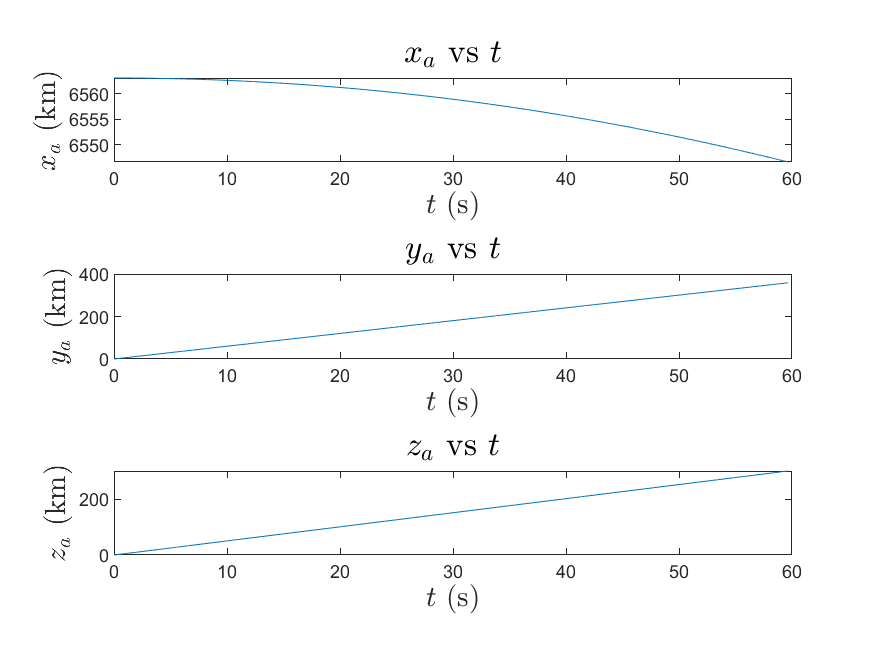 x_a vs t
x_a (km)
6560
6555
6550
0 10 20 30 40 50 60
t (s)
y_a vs t
y_a (km)
400
200
0
0 10 20 30 40 50 60
t (s)
z_a vs t
z_a (km)
200
0
0 10 20 30 40 50 60
t (s)